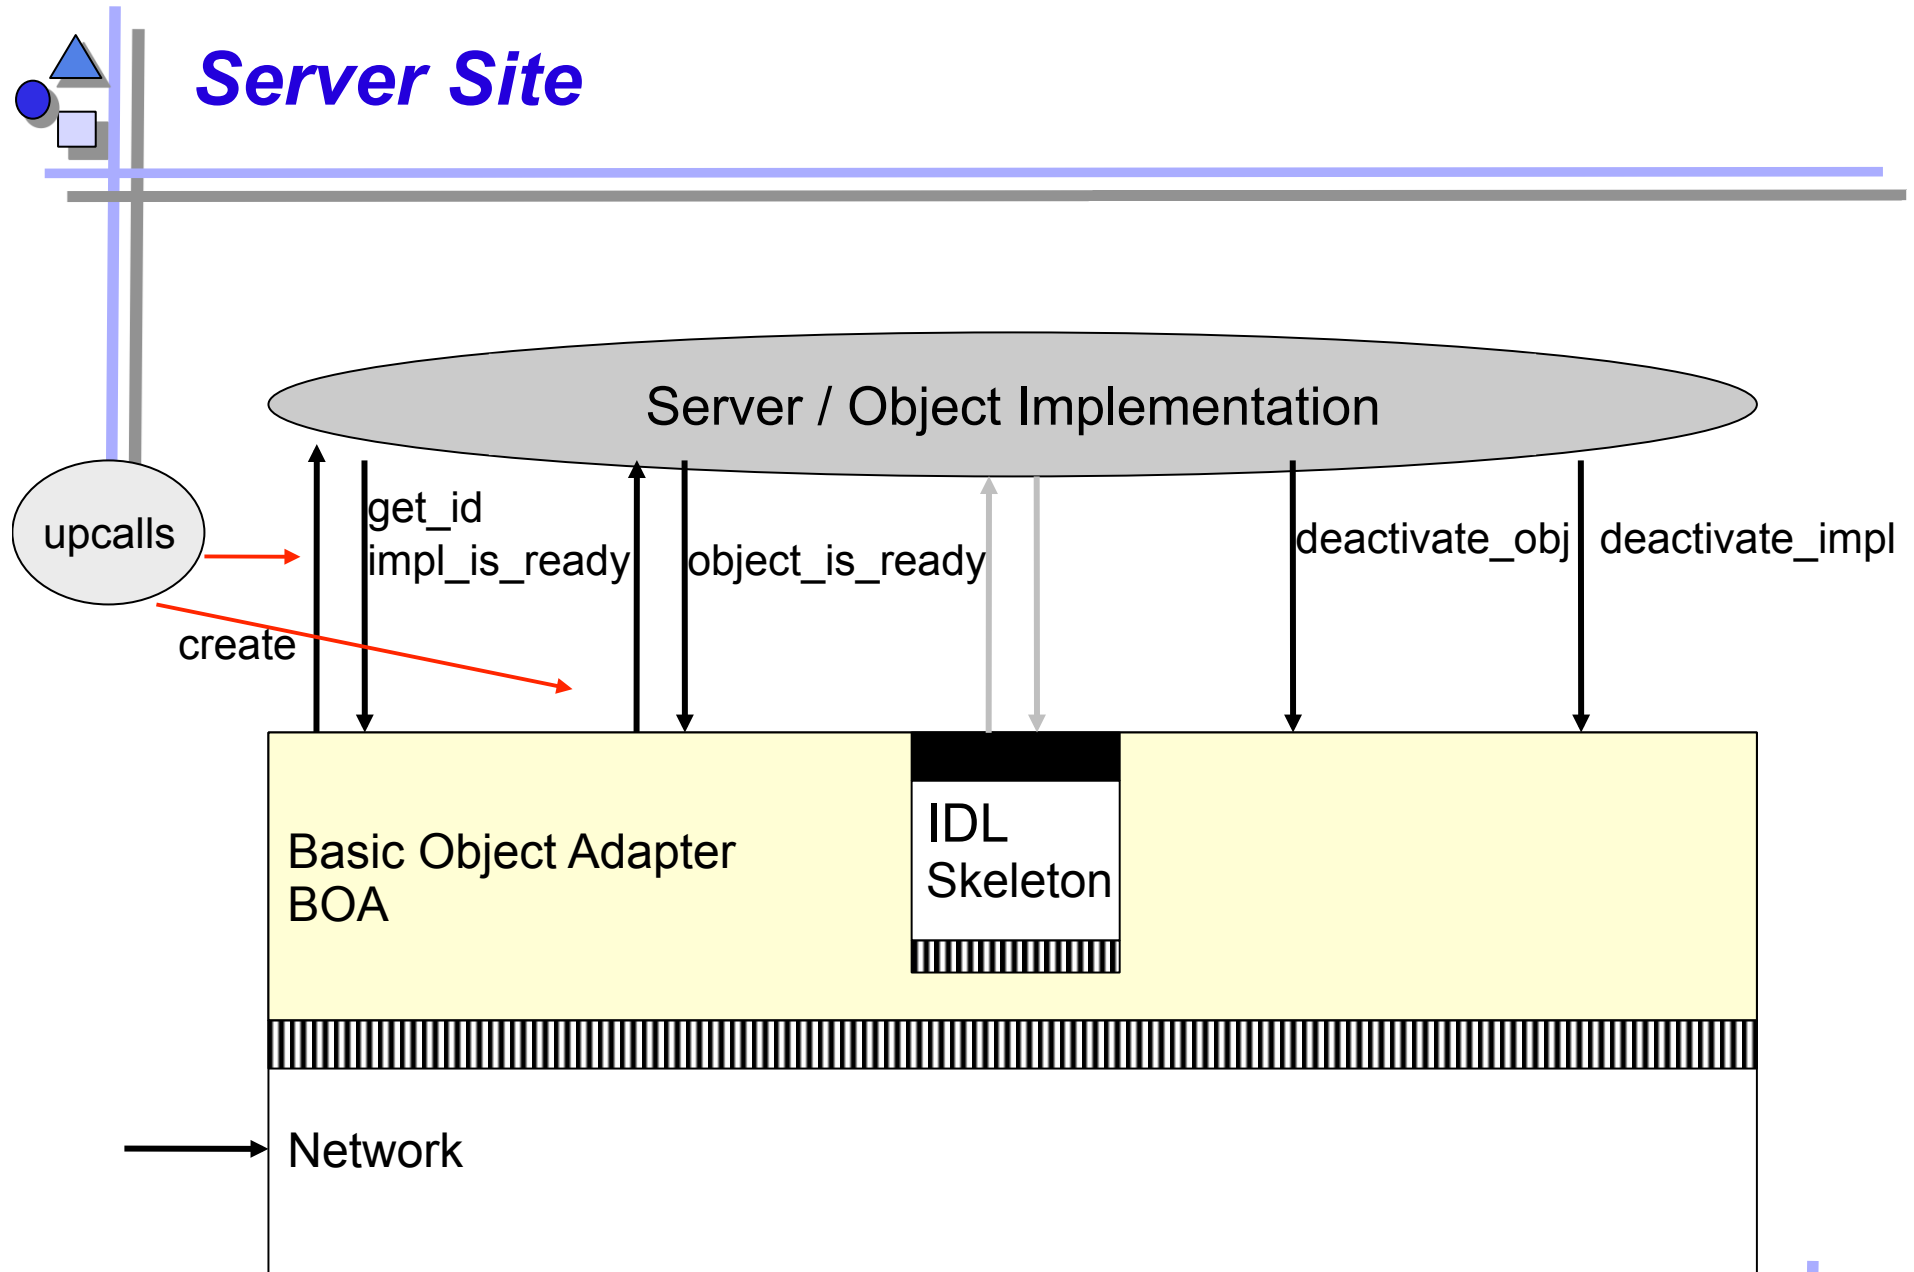 Server Site
Server / Object Implementation
upcalls
get_id
impl_is_ready
object_is_ready
deactivate_obj
deactivate_impl
create
Basic Object Adapter
BOA
IDL
Skeleton
Network